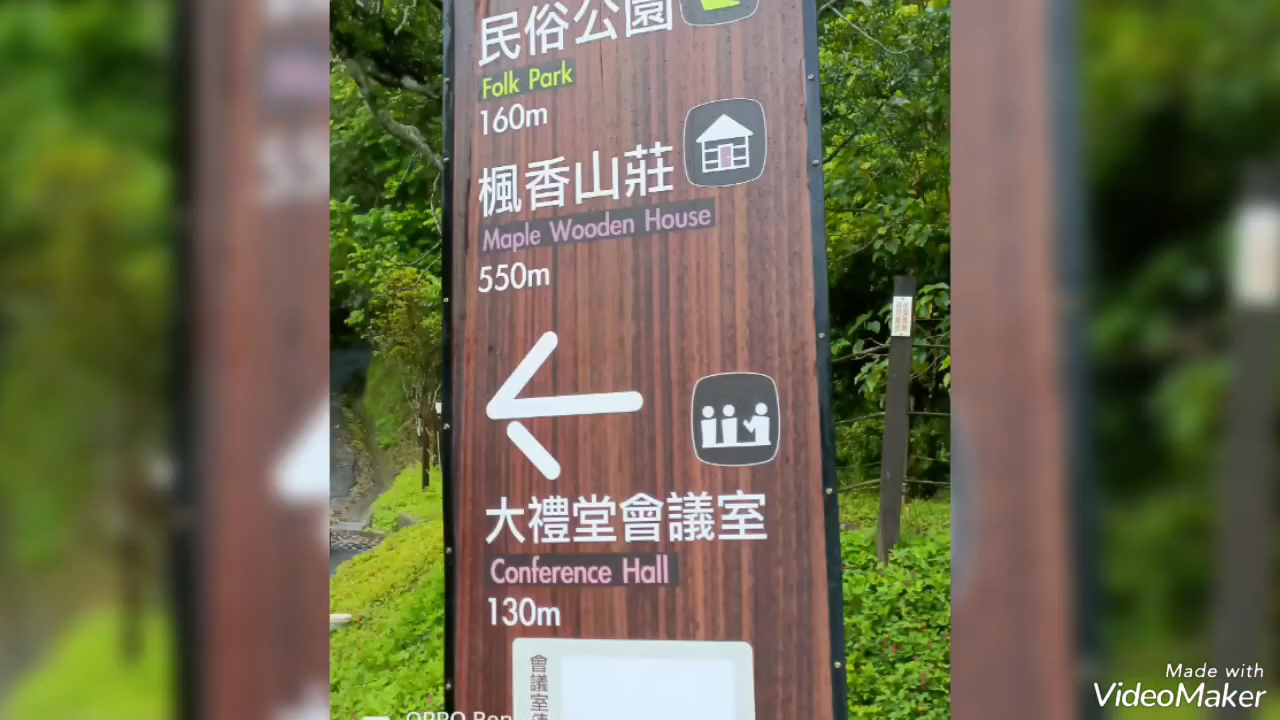 民俗公園
Folk Park
160m
楓香山莊
Maple Wooden House
550m
大禮堂會議室
Conference Hall
130m
會議室
Made with
VideoMaker